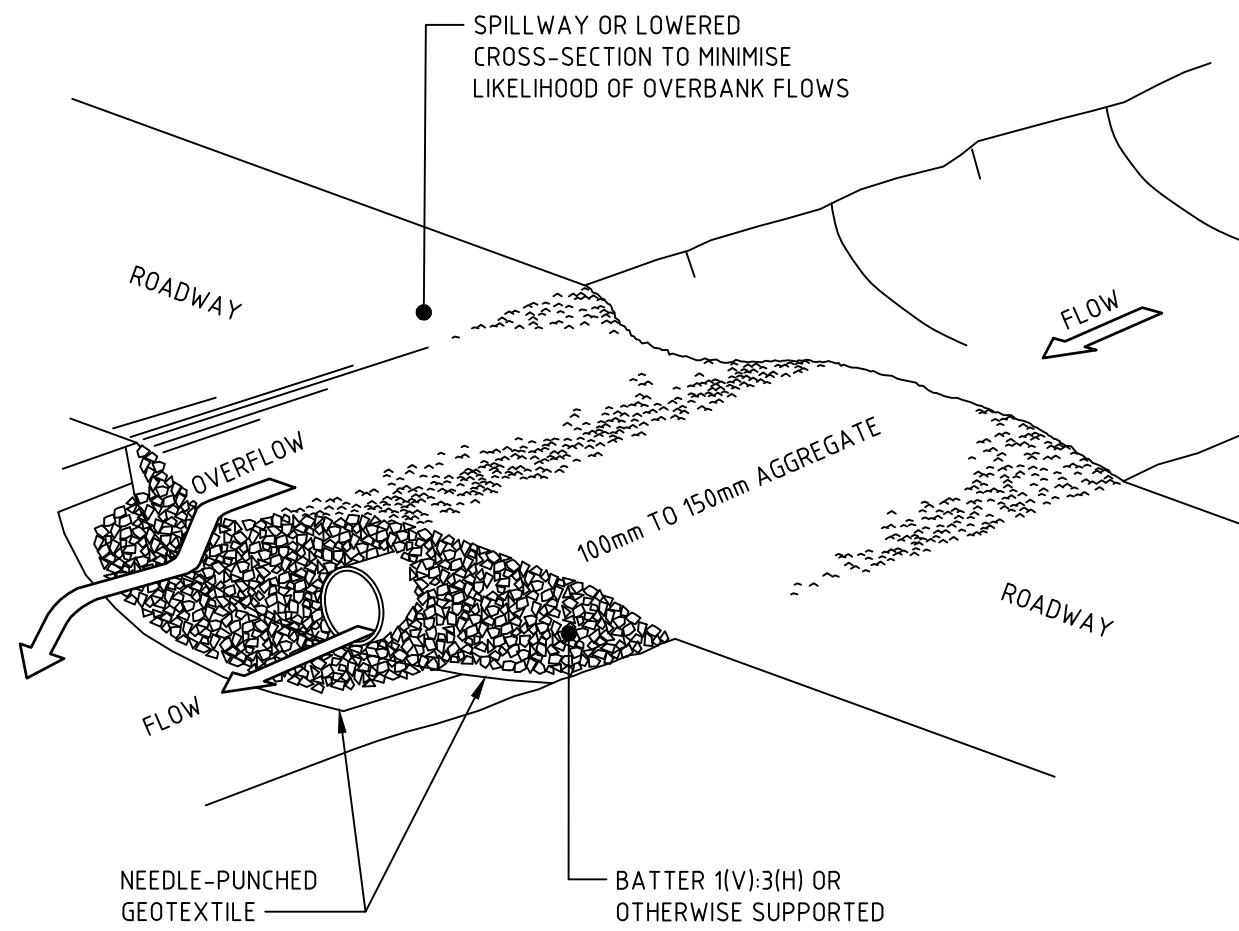 SPILLWAY OR LOWERED
CROSS-SECTION TO MINIMISE
LIKELIHOOD OF OVERBANK FLOWS
ROADWAY
FLOW
OVERFLOW
100mm TO 150mm AGGREGATE
ROADWAY
FLOW
NEEDLE-PUNCHED
GEOTEXTILE
BATTER 1(V):3(H) OR
OTHERWISE SUPPORTED